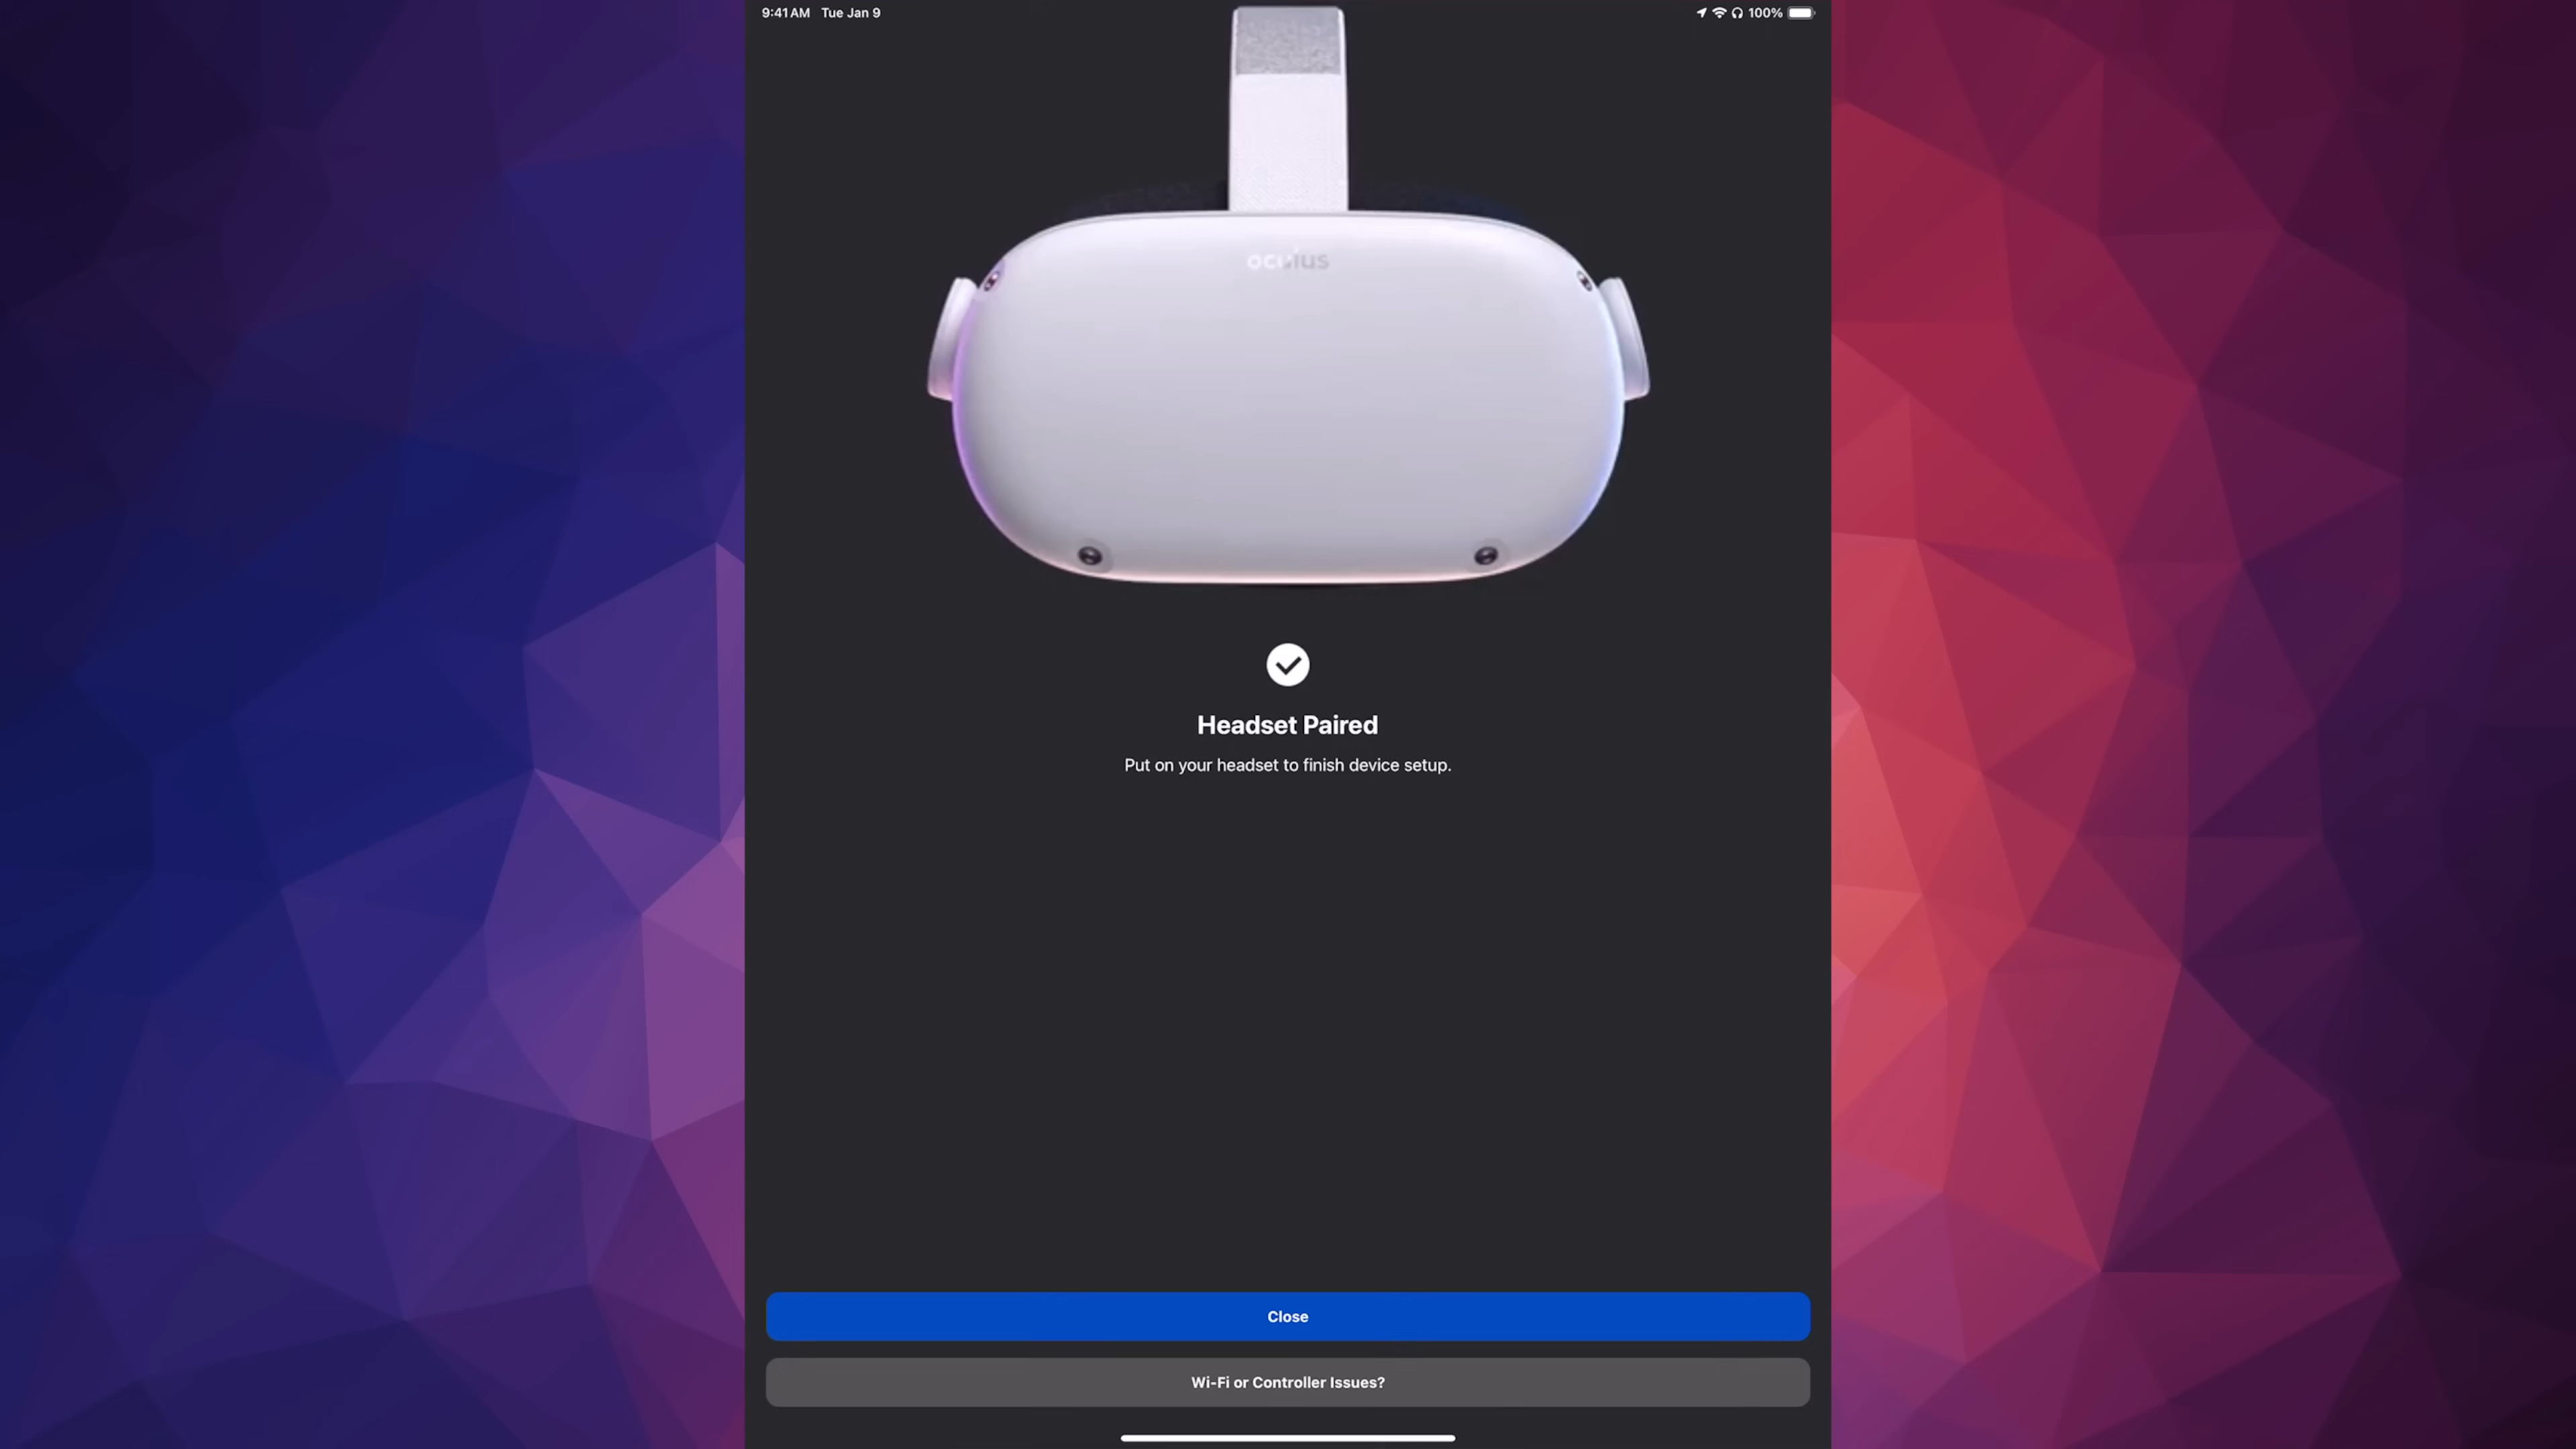 9:41 AM Tue Jan 9
100%
oculus
Headset Paired
Put on your headset to finish device setup.
Close
Wi-Fi or Controller Issues?